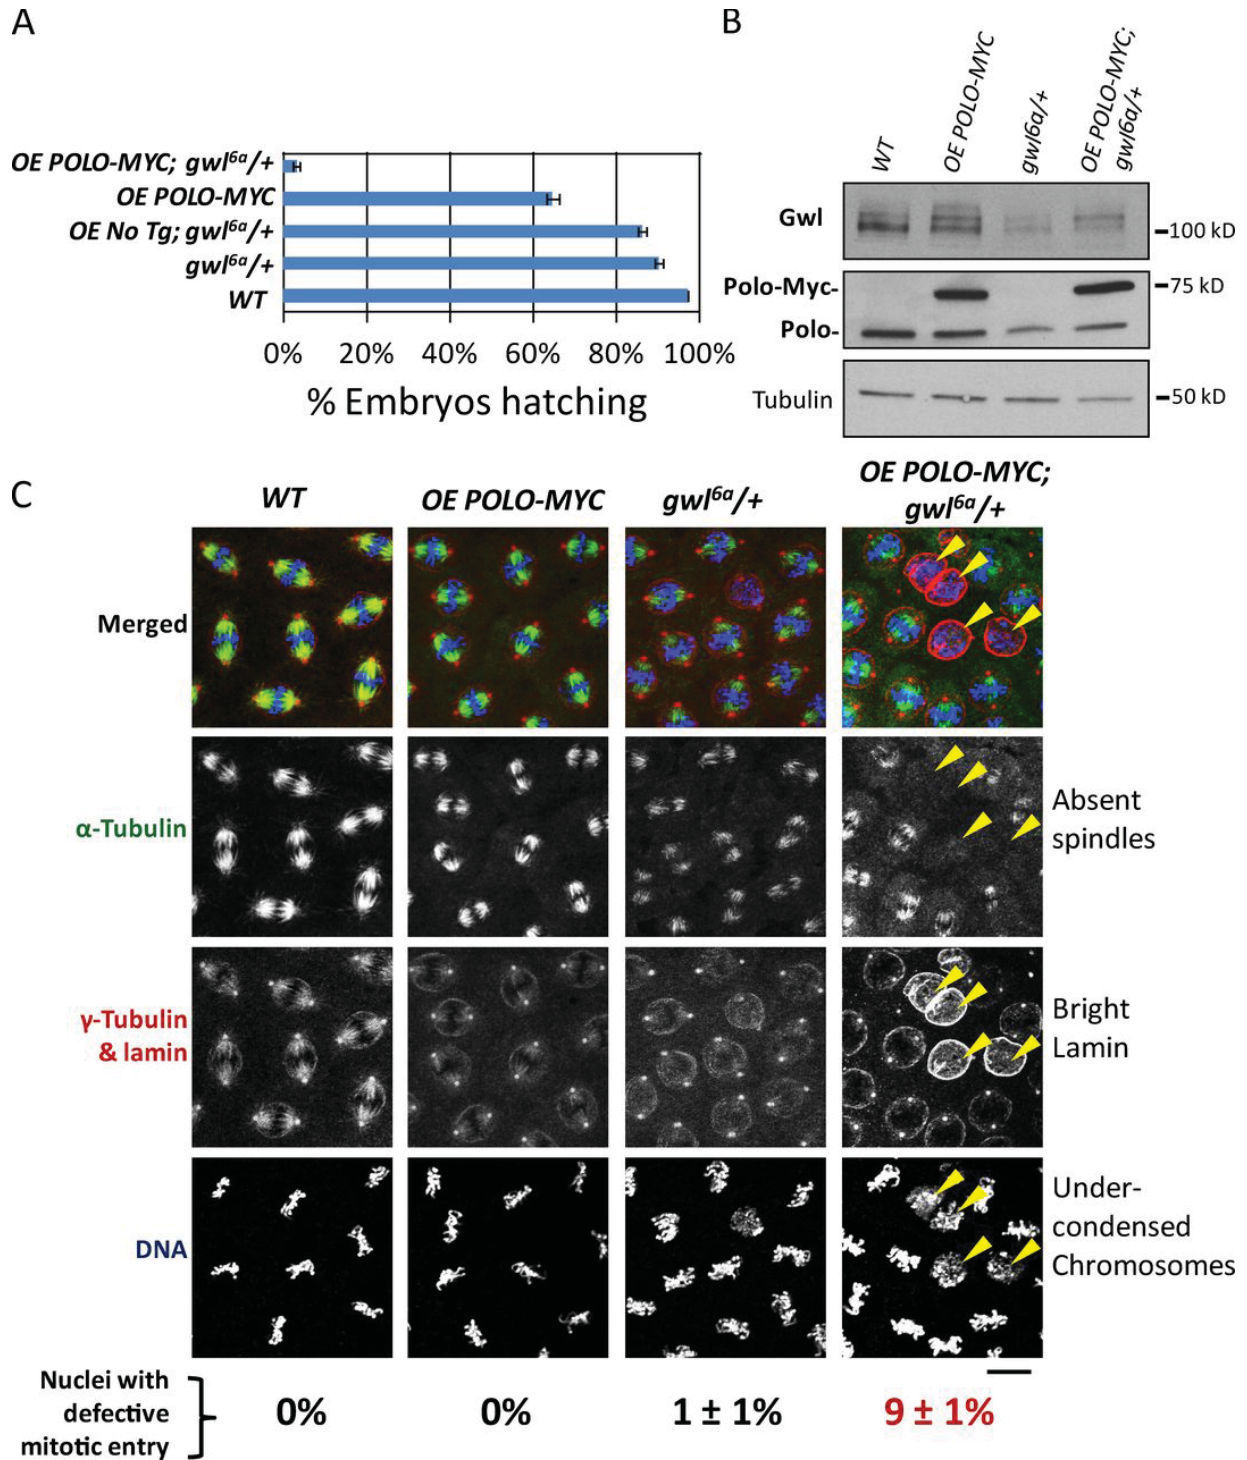 A
OE POLO-MYC; gwl6a/+
OE POLO-MYC
OE No Tg; gwl6a/+
gwl6a/+
WT
0% 20% 40% 60% 80% 100%
% Embryos hatching
B
WT
OE POLO-MYC
gwl6a/+
OE POLO-MYC;
gwl6a/+
Gwl
100 kD
Polo-Myc-
75 kD
Polo-
Tubulin
50 kD
C
WT
OE POLO-MYC
gwl6a/+
OE POLO-MYC;
gwl6a/+
Merged
α-Tubulin
Absent
spindles
γ-Tubulin
& lamin
Bright
Lamin
DNA
Under-
condensed
Chromosomes
Nuclei with
defective
mitotic entry
0%
0%
1 ± 1%
9 ± 1%